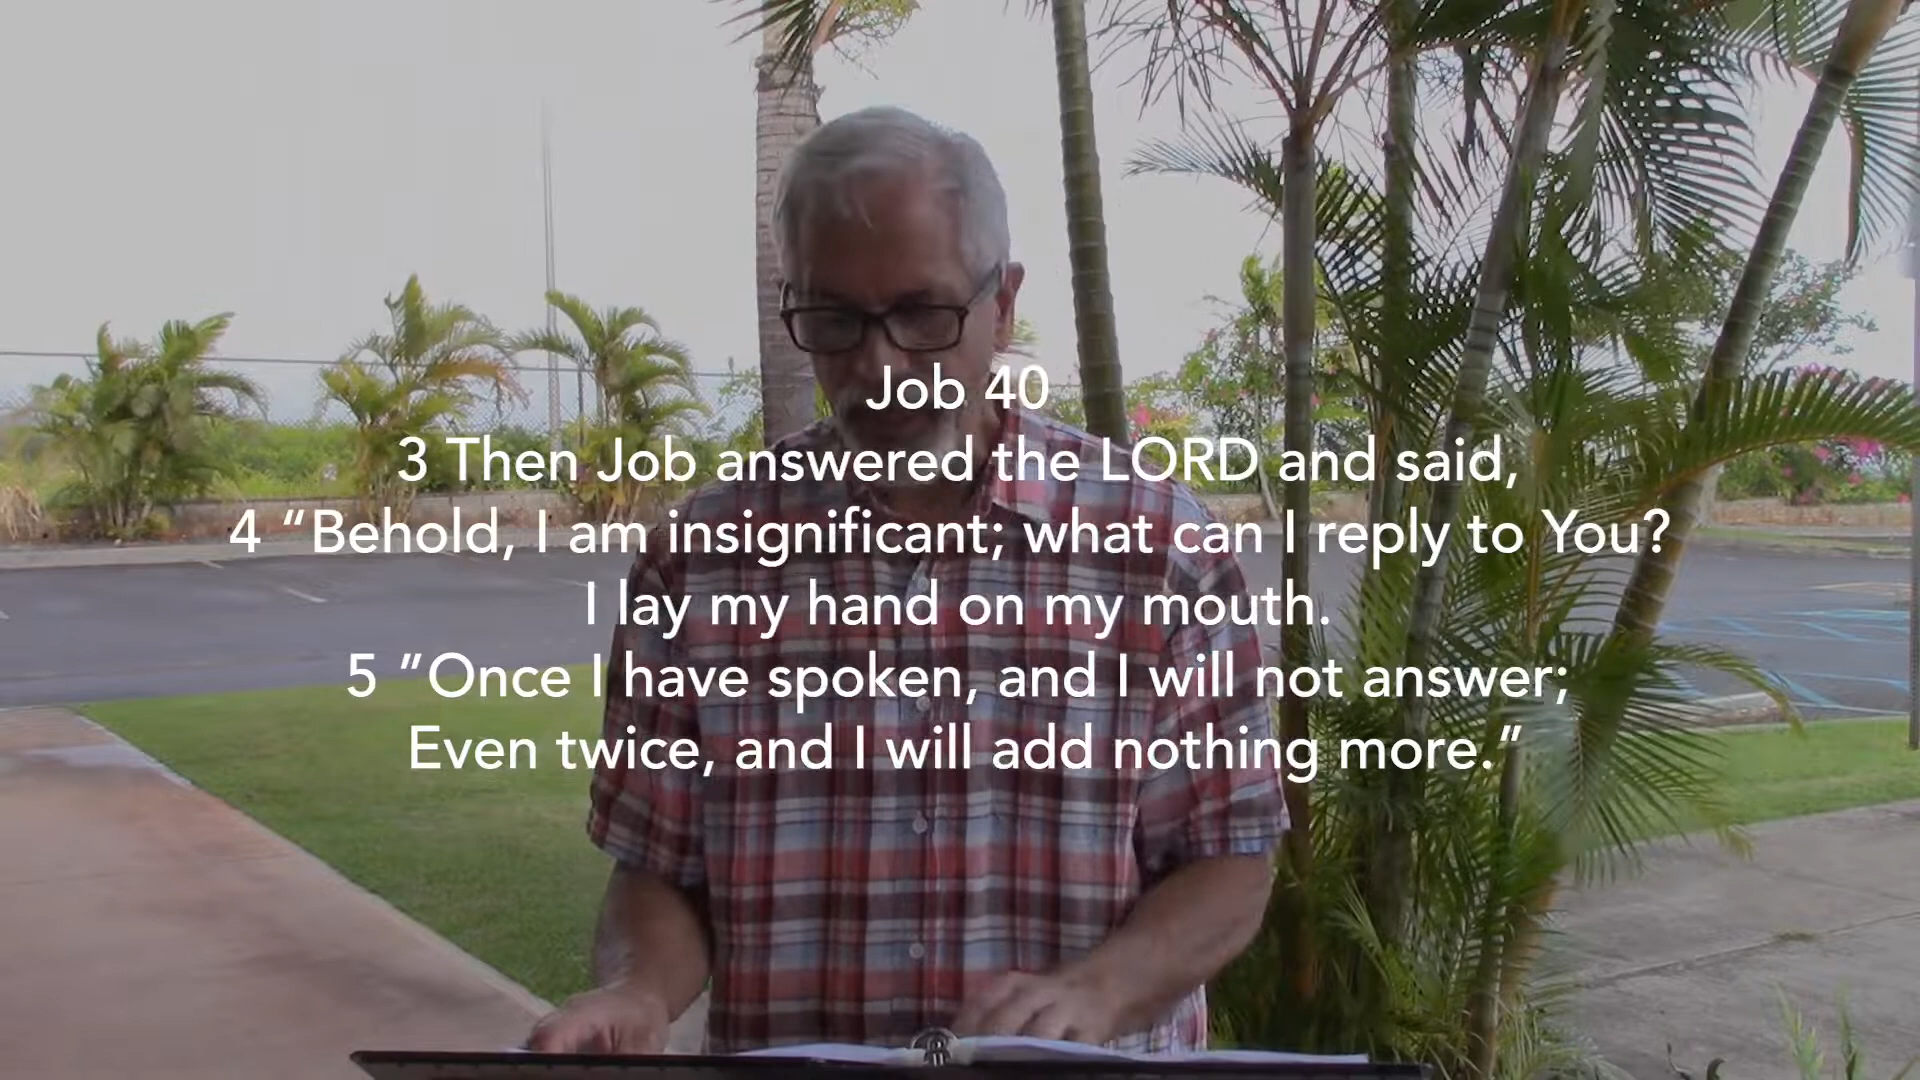 Job 40
3 Then Job answered the LORD and said,
4 “Behold, I am insignificant; what can I reply to You?
I lay my hand on my mouth.
5 ”Once I have spoken, and I will not answer;
Even twice, and I will add nothing more.”